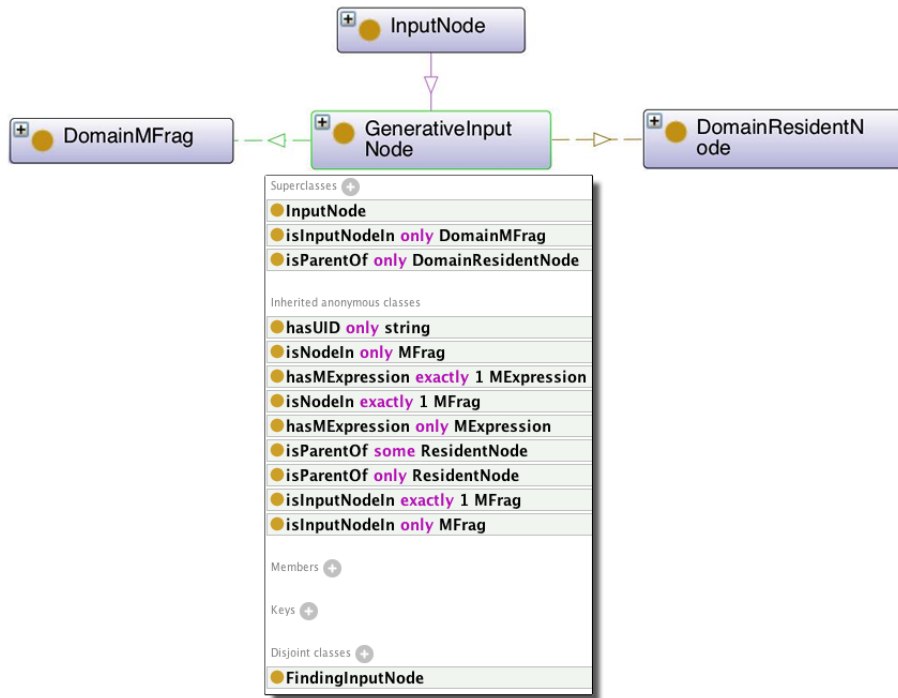 InputNode
DomainMFrag
GenerativeInput
Node
DomainResidentN
ode
Superclasses
InputNode
isInputNodeIn only DomainMFrag
isParentOf only DomainResidentNode
Inherited anonymous classes
hasUID only string
isNodeIn only MFrag
hasMExpression exactly 1 MExpression
isNodeIn exactly 1 MFrag
hasMExpression only MExpression
isParentOf some ResidentNode
isParentOf only ResidentNode
isInputNodeIn exactly 1 MFrag
isInputNodeIn only MFrag
Members
Keys
Disjoint classes
FindingInputNode